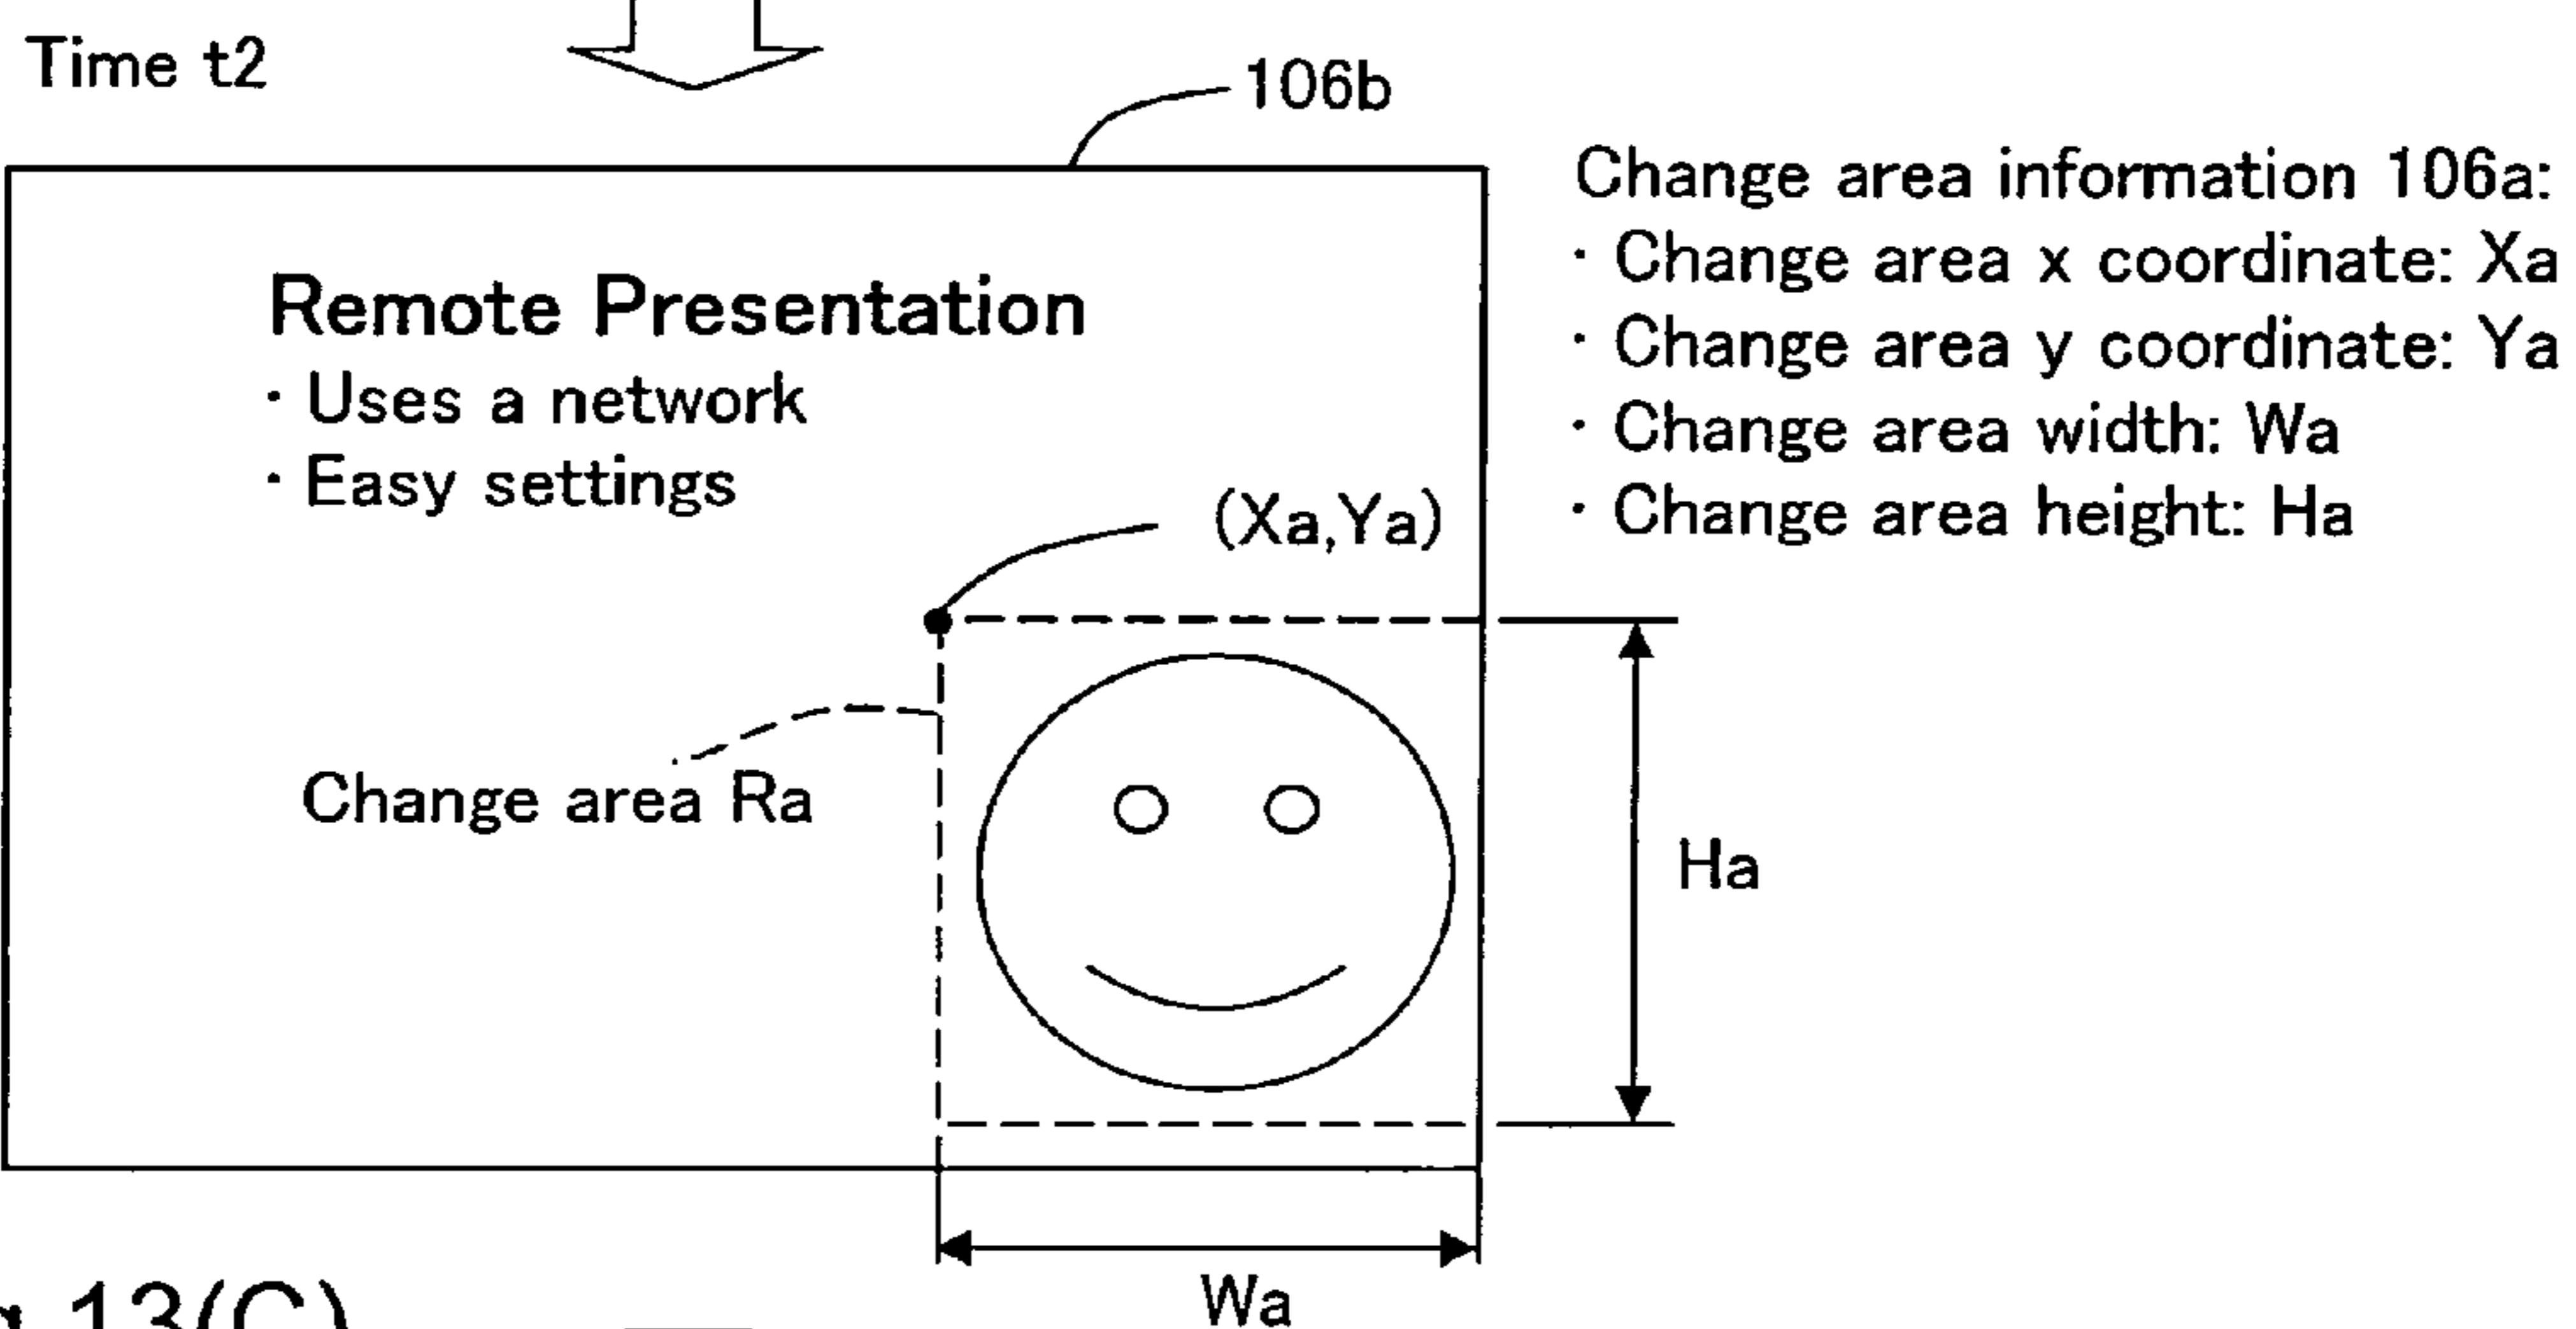 Time t2
106b
Change area information 106a:
・Change area x coordinate: Xa
・Change area y coordinate: Ya
・Change area width: Wa
・Change area height: Ha
Remote Presentation
・Uses a network
・Easy settings
(Xa,Ya)
Change area Ra
Ha
Wa
13(C)